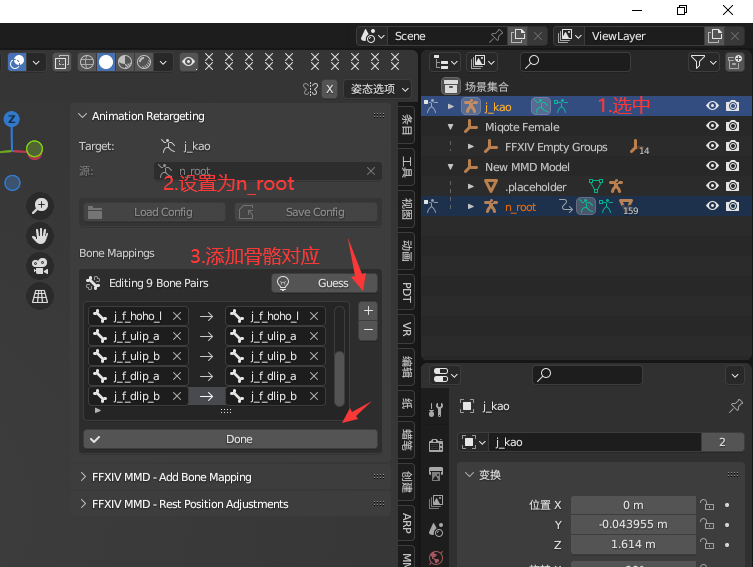 Scene
ViewLayer
X
姿态选项
场景集合
j_kao
1.选中
Miqote Female
FFXIV Empty Groups
14
New MMD Model
.placeholder
n_root
159
Animation Retargeting
Target:
j_kao
源:
n_root
2.设置为n_root
Load Config
Save Config
Bone Mappings
3.添加骨骼对应
Editing 9 Bone Pairs
Guess
j_f_hoho_l
j_f_hoho_l
j_f_ulip_a
j_f_ulip_a
j_f_ulip_b
j_f_ulip_b
j_f_dlip_a
j_f_dlip_a
j_f_dlip_b
j_f_dlip_b
Done
FFXIV MMD - Add Bone Mapping
FFXIV MMD - Rest Position Adjustments
Z
条目
工具
视图
动画
PDT
VR
编辑
纸
蜡笔
创建
ARP
MM
j_kao
j_kao
2
变换
位置 X
0 m
Y
-0.043955 m
Z
1.614 m